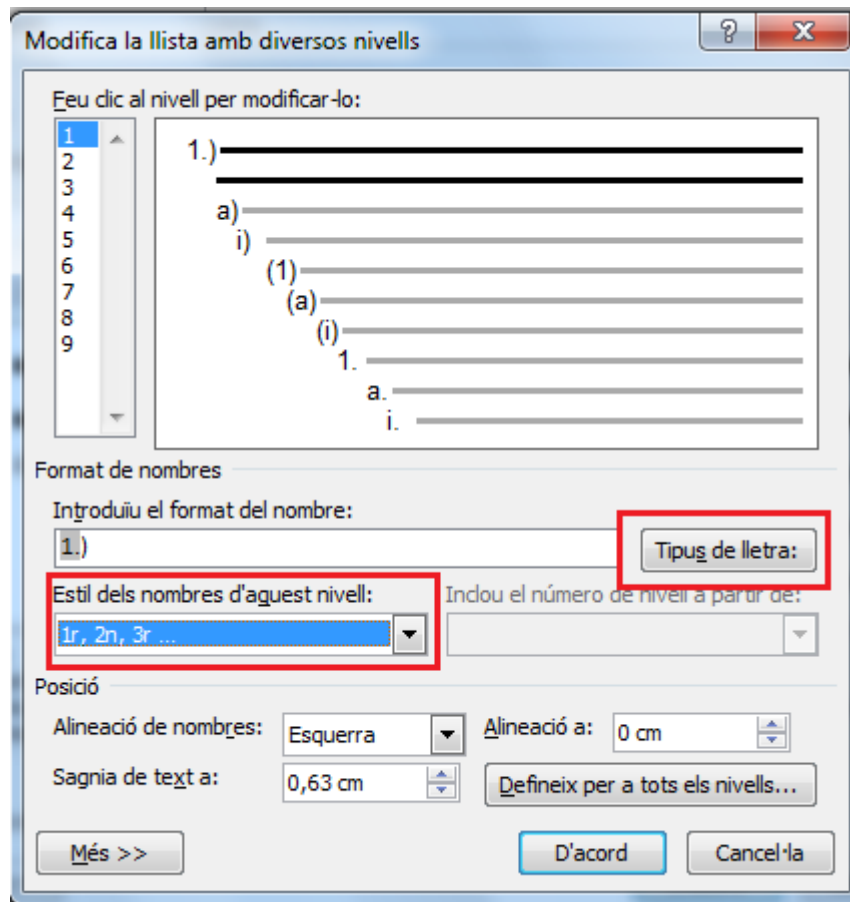 Modifica la llista amb diversos nivells
?
X
Feu clic al nivell per modificar-lo:
1
2
3
4
5
6
7
8
9
1.)
a)
i)
(1)
(a)
(i)
1.
a.
i.
Format de nombres
Introduïu el format del nombre:
1.)
Tipus de lletra:
Estil dels nombres d'aquest nivell:
Inclou el número de nivell a partir de:
1r, 2n, 3r ...
Posició
Alineació de nombres:
Esquerra
Alineació a:
0 cm
Sagnia de text a:
0,63 cm
Defineix per a tots els nivells...
Més >>
D'acord
Cancel·la